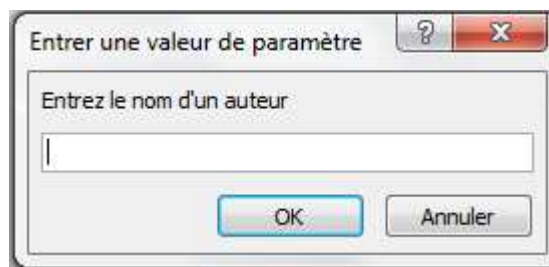 Entrer une valeur de paramètre
Entrez le nom d'un auteur
OK
Annuler